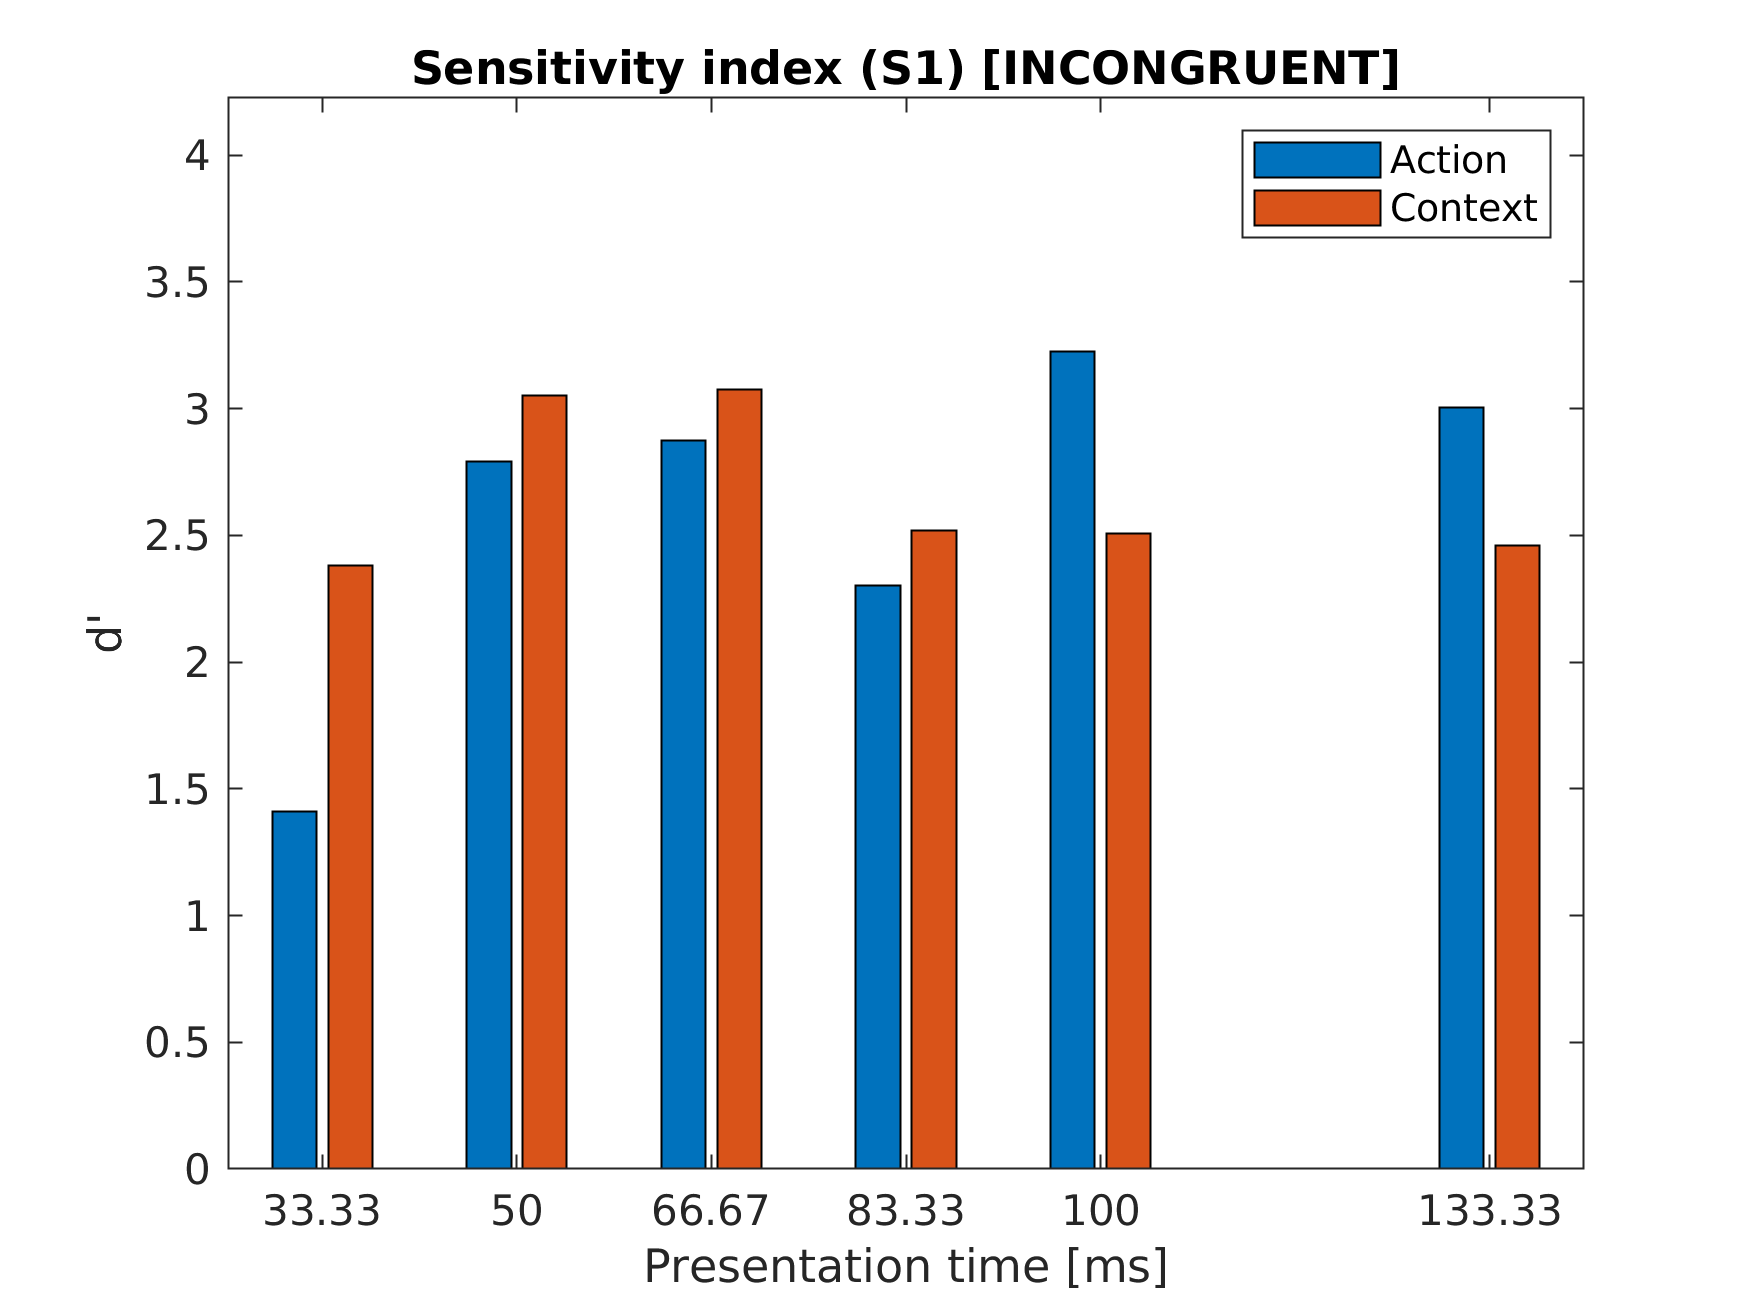 Sensitivity index (S1) [INCONGRUENT]
Action
Context
4
3.5
3
2.5
2
1.5
1
0.5
0
d'
33.33 50 66.67 83.33 100 133.33
Presentation time [ms]